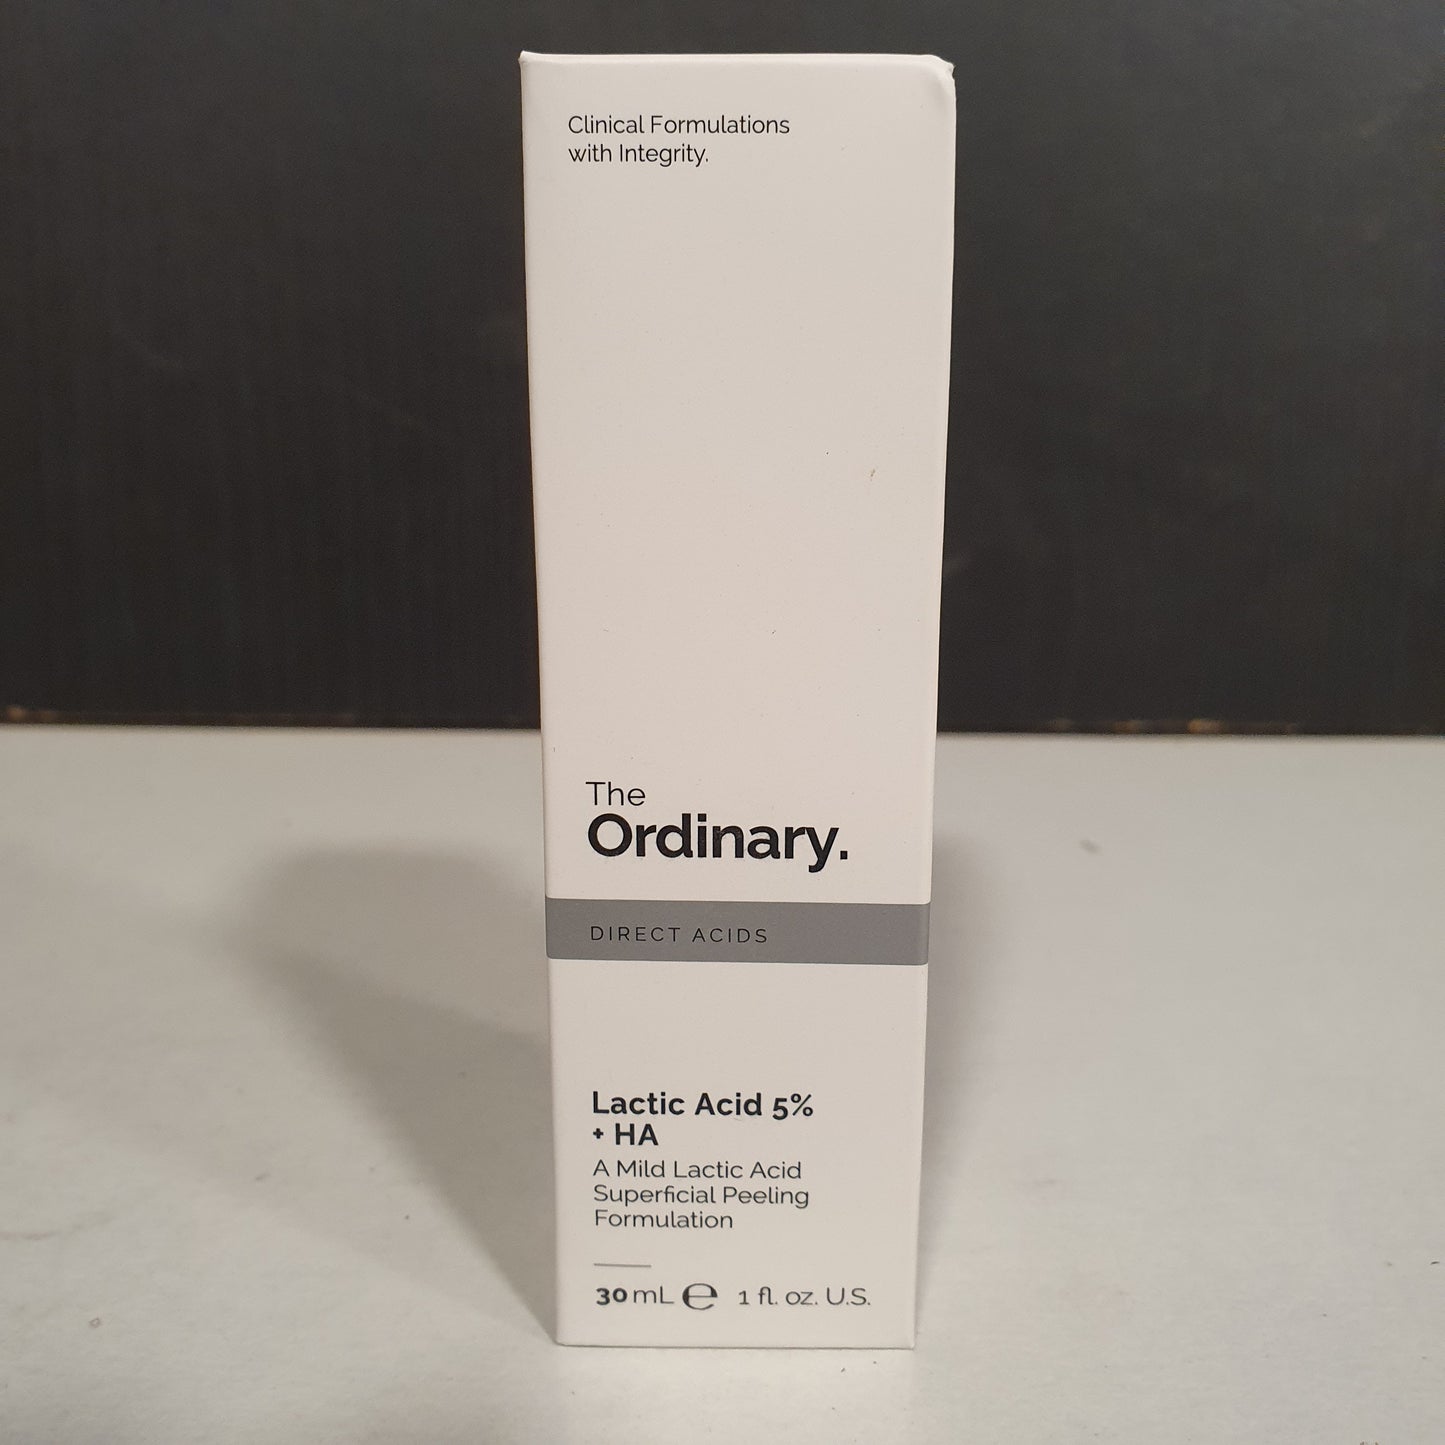 Clinical Formulations
with Integrity.
The
Ordinary.
DIRECT ACIDS
Lactic Acid 5%
+ HA
A Mild Lactic Acid
Superficial Peeling
Formulation
30 mL ℮ 1 fl. oz. U.S.